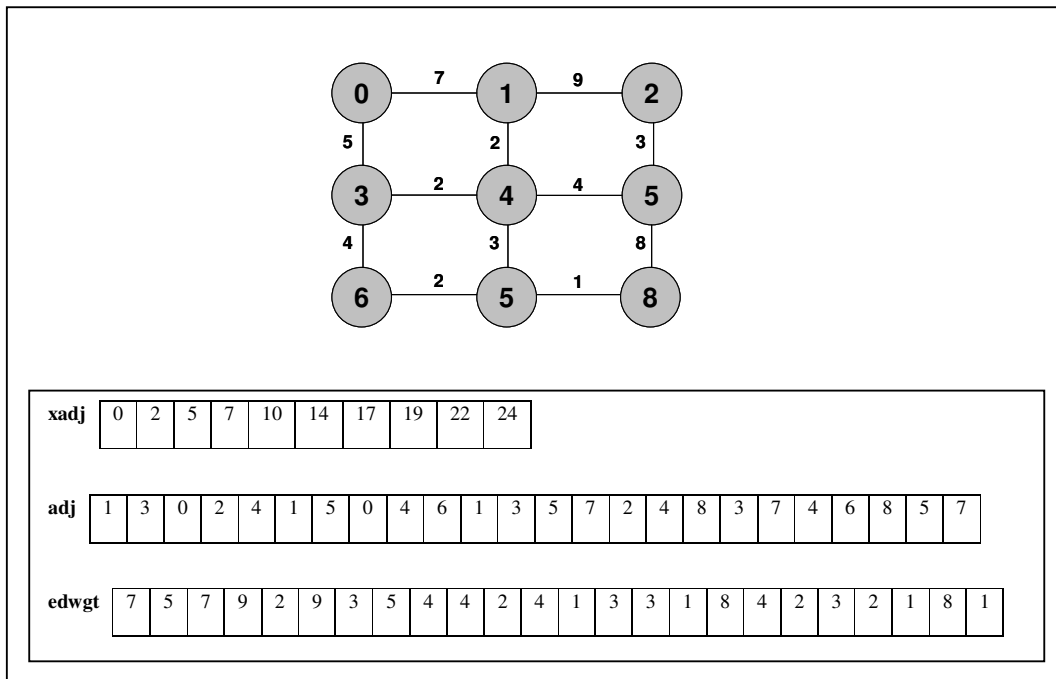 0 7 1 9 2
5 2 3
3 2 4 4 5
4 3 8
6 2 5 1 8
xadj 0 2 5 7 10 14 17 19 22 24
adj 1 3 0 2 4 1 5 0 4 6 1 3 5 7 2 4 8 3 7 4 6 8 5 7
edwgt 7 5 7 9 2 9 3 5 4 4 2 4 1 3 3 1 8 4 2 3 2 1 8 1